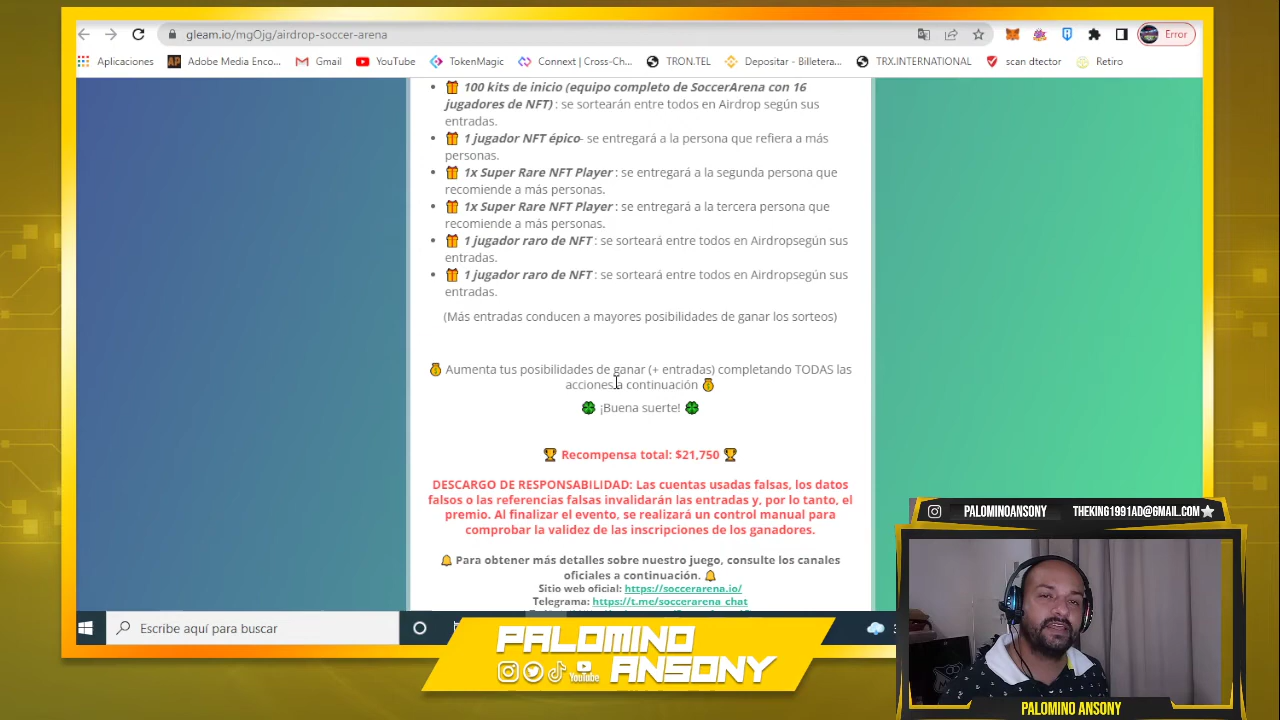 gleam.io/mgOjg/airdrop-soccer-arena
Error
Aplicaciones
Adobe Media Enco...
Gmail
YouTube
TokenMagic
Connext | Cross-Ch...
TRON.TEL
Depositar - Billetera...
TRX.INTERNATIONAL
scan dtector
Retiro
100 kits de inicio (equipo completo de SoccerArena con 16
jugadores de NFT) : se sortearán entre todos en Airdrop según sus
entradas.
1 jugador NFT épico- se entregará a la persona que refiera a más
personas.
1x Super Rare NFT Player : se entregará a la segunda persona que
recomiende a más personas.
1x Super Rare NFT Player : se entregará a la tercera persona que
recomiende a más personas.
1 jugador raro de NFT : se sorteará entre todos en Airdropsegún sus
entradas.
1 jugador raro de NFT : se sorteará entre todos en Airdropsegún sus
entradas.
(Más entradas conducen a mayores posibilidades de ganar los sorteos)
Aumenta tus posibilidades de ganar (+ entradas) completando TODAS las
acciones a continuación
¡Buena suerte!
Recompensa total: $21,750
DESCARGO DE RESPONSABILIDAD: Las cuentas usadas falsas, los datos
falsos o las referencias falsas invalidarán las entradas y, por lo tanto, el
premio. Al finalizar el evento, se realizará un control manual para
comprobar la validez de las inscripciones de los ganadores.
Para obtener más detalles sobre nuestro juego, consulte los canales
oficiales a continuación.
Sitio web oficial: https://soccerarena.io/
Telegrama: https://t.me/soccerarena_chat
Escribe aquí para buscar
PALOMINO
ANSONY
YouTube
PALOMINOANSONY
THEKING1991AD@GMAIL.COM
PALOMINO ANSONY